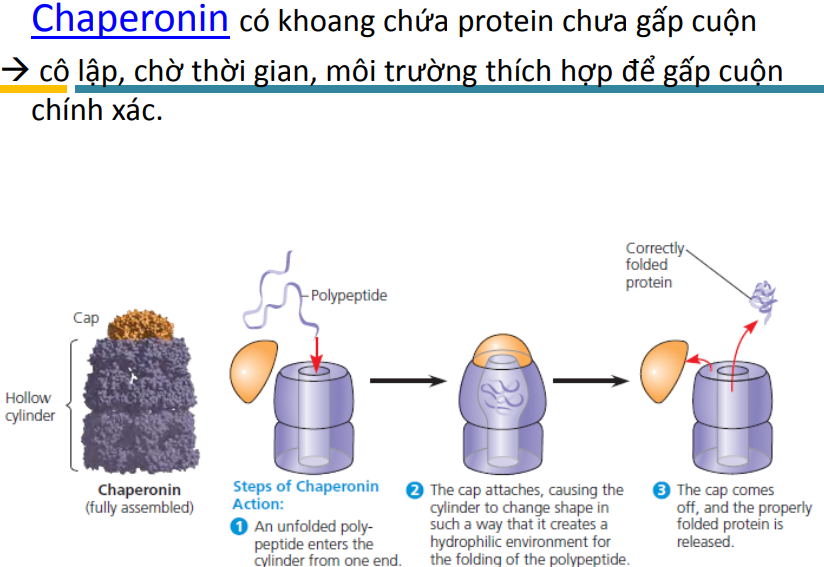 Chaperonin có khoang chứa protein chưa gấp cuộn
→ cô lập, chờ thời gian, môi trường thích hợp để gấp cuộn
chính xác.
Cap
Hollow
cylinder
Chaperonin
(fully assembled)
Polypeptide
Correctly
folded
protein
Steps of Chaperonin
Action:
1 An unfolded poly-
peptide enters the
cylinder from one end.
2 The cap attaches, causing the
cylinder to change shape in
such a way that it creates a
hydrophilic environment for
the folding of the polypeptide.
3 The cap comes
off, and the properly
folded protein is
released.